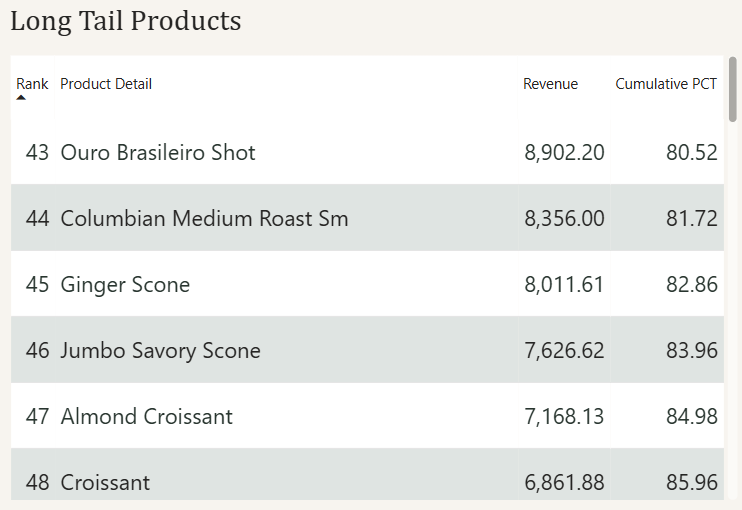 Long Tail Products
Rank Product Detail Revenue Cumulative PCT
43 Ouro Brasileiro Shot 8,902.20 80.52
44 Columbian Medium Roast Sm 8,356.00 81.72
45 Ginger Scone 8,011.61 82.86
46 Jumbo Savory Scone 7,626.62 83.96
47 Almond Croissant 7,168.13 84.98
48 Croissant 6,861.88 85.96